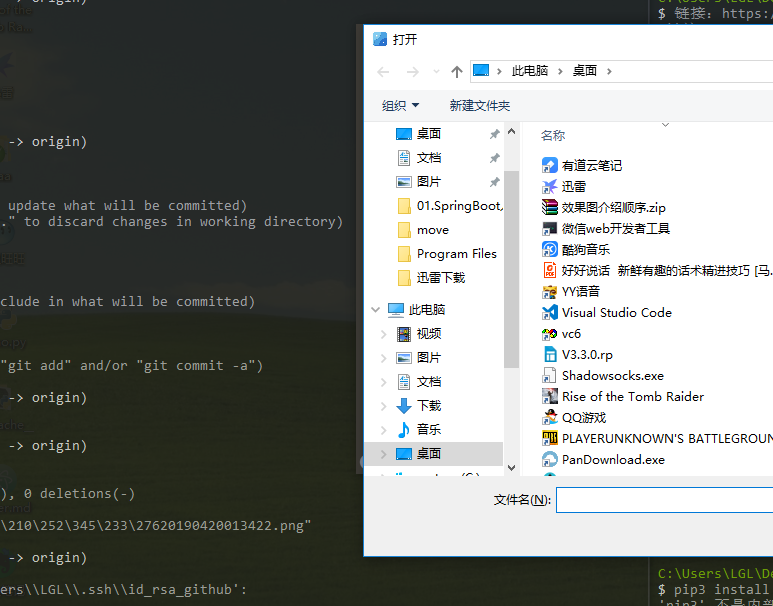 -> origin)
update what will be committed)
." to discard changes in working directory)
clude in what will be committed)
"git add" and/or "git commit -a")
-> origin)
-> origin)
), 0 deletions(-)
\210\252\345\233\27620190420013422.png"
-> origin)
ers\\LGL\\.ssh\\id_rsa_github':
$ 链接: https:/
打开
此电脑 > 桌面 >
组织 新建文件夹
桌面
文档
图片
01.SpringBoot,
move
Program Files
迅雷下载
此电脑
视频
图片
文档
下载
音乐
桌面
名称
有道云笔记
迅雷
效果图介绍顺序.zip
微信web开发者工具
酷狗音乐
好好说话 新鲜有趣的话术精进技巧 [马.
YY语音
Visual Studio Code
vc6
V3.3.0.rp
Shadowsocks.exe
Rise of the Tomb Raider
QQ游戏
PLAYERUNKNOWN'S BATTLEGROUN
PanDownload.exe
文件名(N):
C:\Users\LGL\De
$ pip3 install
'pip3' 不是内部